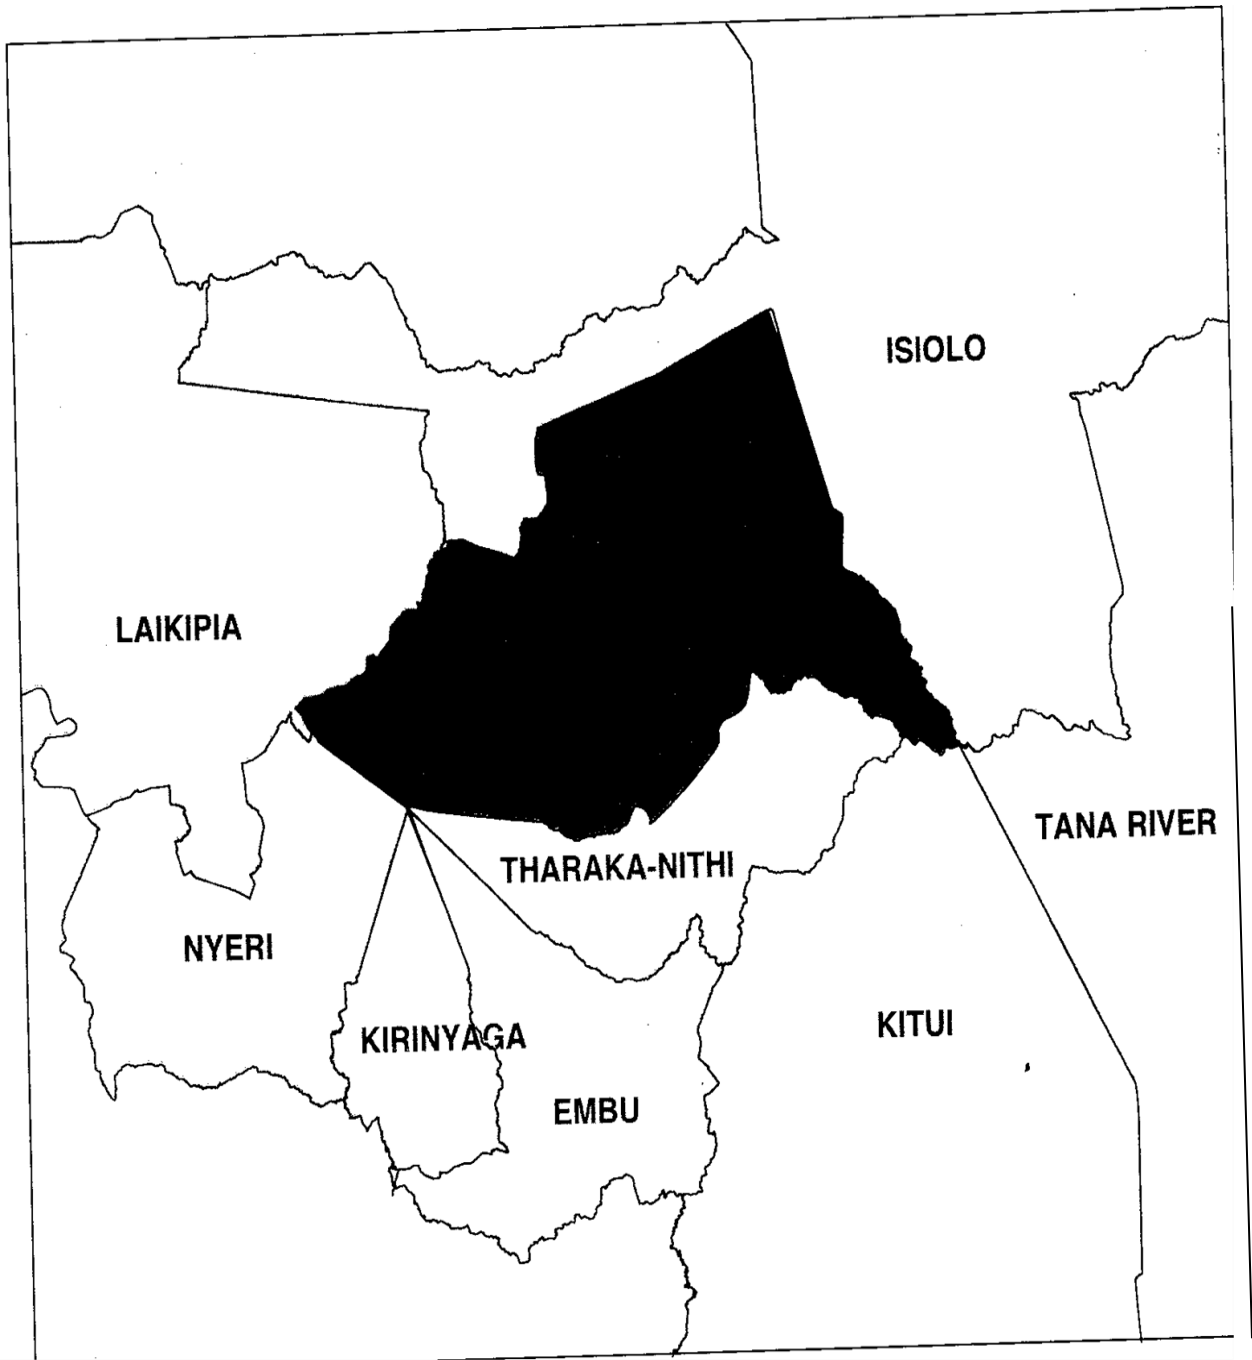 ISIOLO
LAIKIPIA
TANA RIVER
THARAKA-NITHI
NYERI
KITUI
KIRINYAGA
EMBU